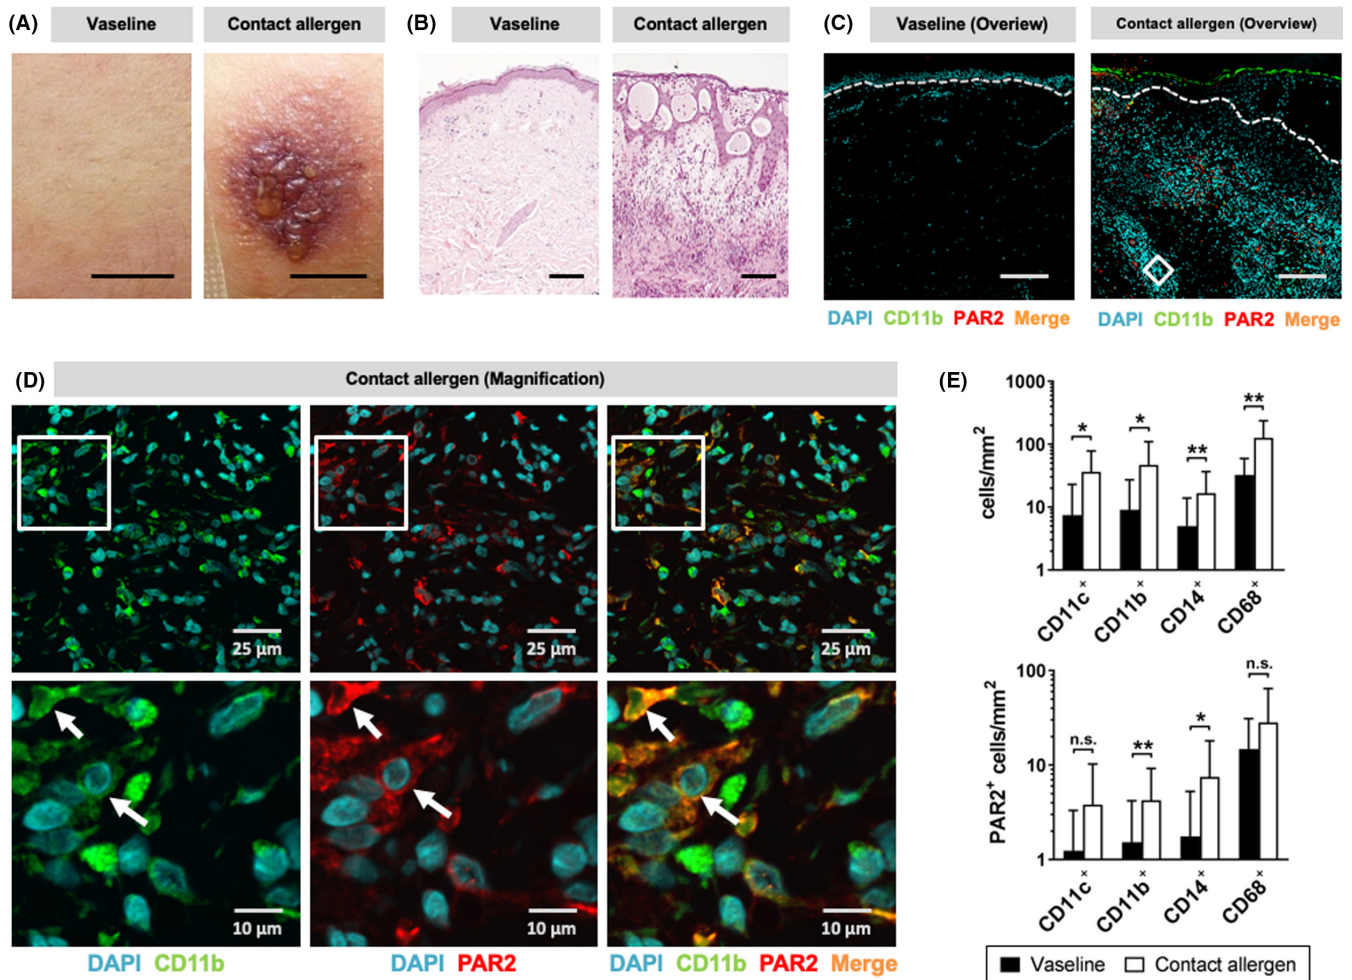 (A) Vaseline Contact allergen
(B) Vaseline Contact allergen
(C) Vaseline (Overiew) Contact allergen (Overview)
DAPI CD11b PAR2 Merge
DAPI CD11b PAR2 Merge
(D) Contact allergen (Magnification)
25 µm
25 µm
25 µm
10 µm
10 µm
10 µm
DAPI CD11b
DAPI PAR2
DAPI CD11b PAR2 Merge
(E)
cells/mm²
1000
100
10
1
*
*
**
**
CD11c⁺
CD11b⁺
CD14⁺
CD68⁺
PAR2⁺ cells/mm²
100
10
1
n.s.
**
*
n.s.
CD11c⁺
CD11b⁺
CD14⁺
CD68⁺
Vaseline Contact allergen